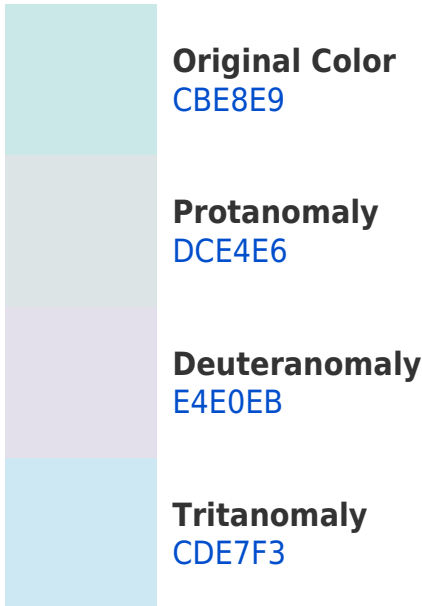 Original Color
CBE8E9
Protanomaly
DCE4E6
Deuteranomaly
E4E0EB
Tritanomaly
CDE7F3